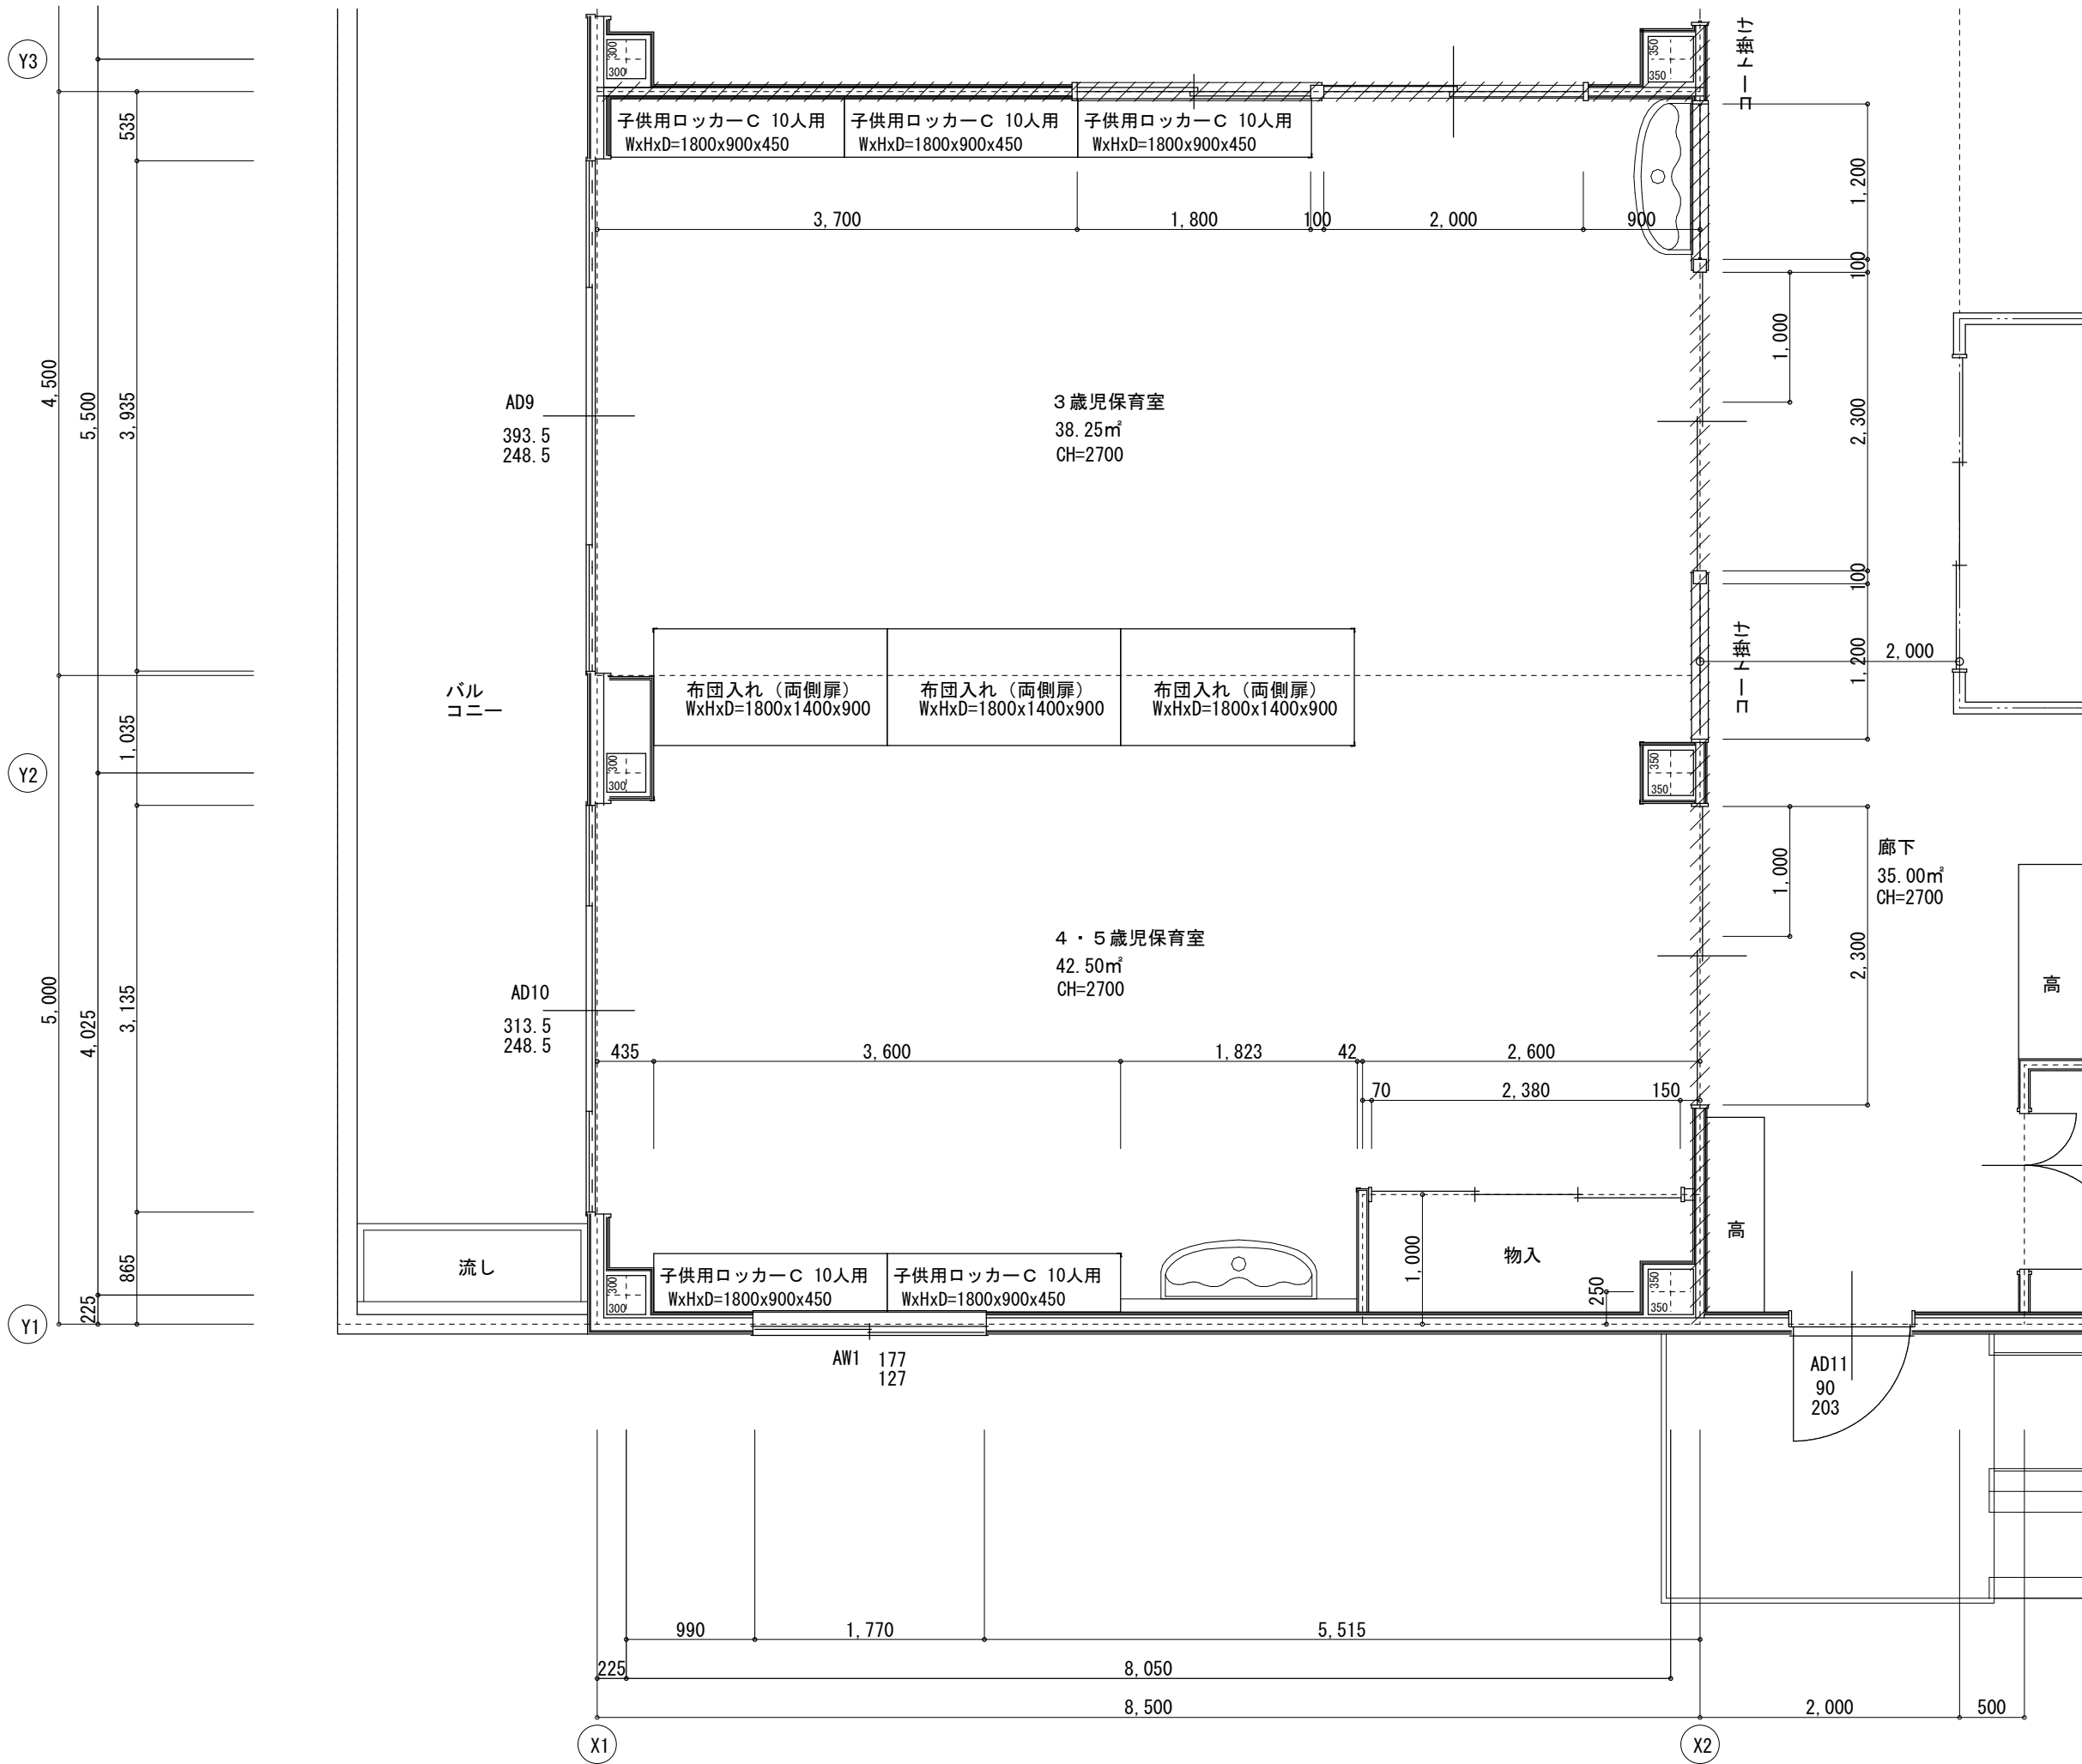 Y3
300
300
350
350
コート掛け
535
子供用ロッカーC 10人用
WxHxD=1800x900x450
子供用ロッカーC 10人用
WxHxD=1800x900x450
子供用ロッカーC 10人用
WxHxD=1800x900x450
1,200
3,700
1,800
100
2,000
900
100
1,000
4,500
5,500
3,935
AD9
393.5
248.5
3歳児保育室
38.25㎡
CH=2700
2,300
100
コート掛け
1,200
2,000
バル
コニー
布団入れ（両側扉）
WxHxD=1800x1400x900
布団入れ（両側扉）
WxHxD=1800x1400x900
布団入れ（両側扉）
WxHxD=1800x1400x900
1,035
Y2
300
300
350
350
1,000
廊下
35.00㎡
CH=2700
4・5歳児保育室
42.50㎡
CH=2700
2,300
高
5,000
4,025
3,135
AD10
313.5
248.5
435
3,600
1,823
42
2,600
70
2,380
150
865
流し
子供用ロッカーC 10人用
WxHxD=1800x900x450
子供用ロッカーC 10人用
WxHxD=1800x900x450
1,000
物入
高
250
300
300
350
350
225
Y1
AW1
177
127
AD11
90
203
990
1,770
5,515
225
8,050
8,500
2,000
500
X1
X2